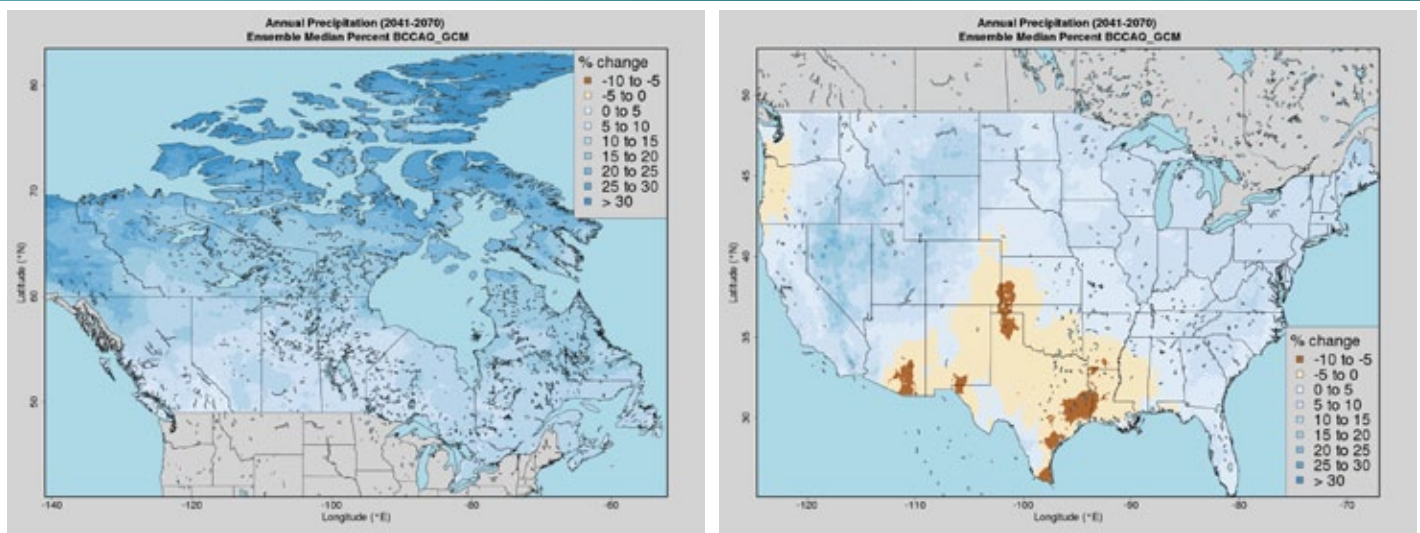 Annual Precipitation (2041-2070)
Ensemble Median Percent BCCAQ_GCM
% change
-10 to -5
-5 to 0
0 to 5
5 to 10
10 to 15
15 to 20
20 to 25
25 to 30
> 30
Latitude (°N)
80
70
60
50
-140
-120
-100
-80
-60
Longitude (°E)
Annual Precipitation (2041-2070)
Ensemble Median Percent BCCAQ_GCM
Latitude (°N)
50
45
40
35
30
% change
-10 to -5
-5 to 0
0 to 5
5 to 10
10 to 15
15 to 20
20 to 25
25 to 30
> 30
-120
-110
-100
-90
-80
-70
Longitude (°E)